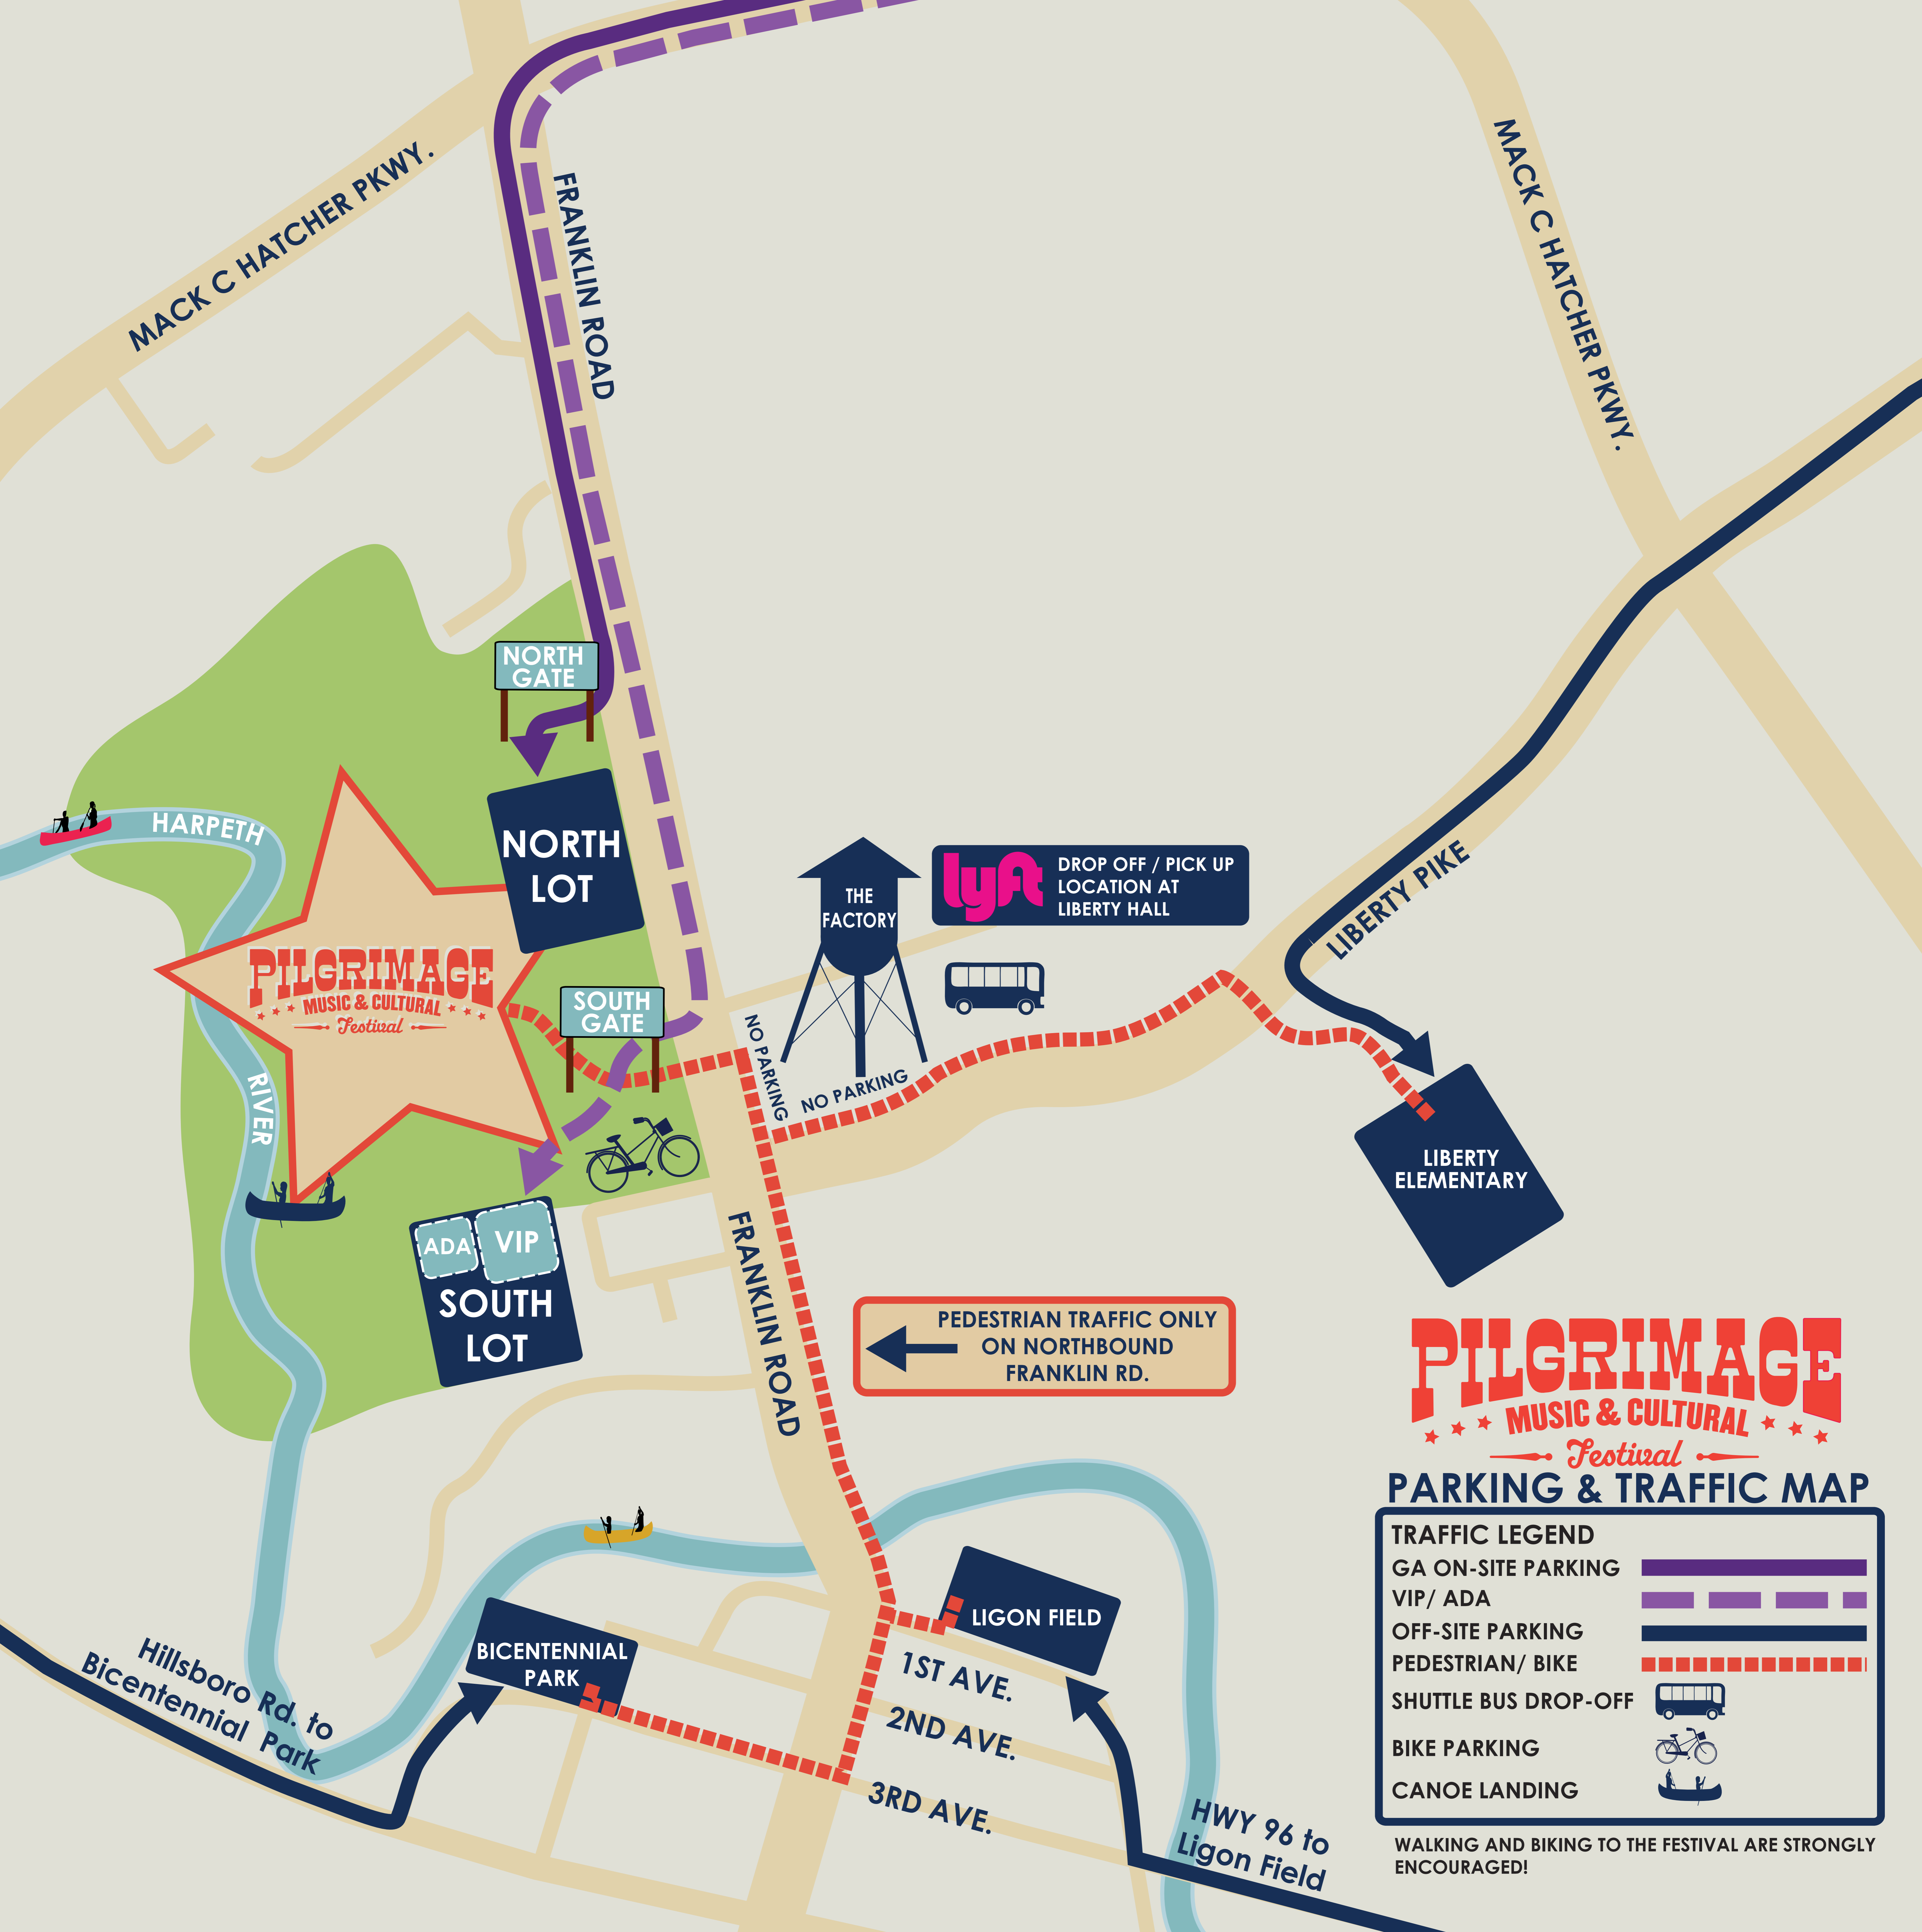 MACK C HATCHER PKWY.
FRANKLIN ROAD
MACK C HATCHER PKWY.
NORTH
GATE
NORTH
LOT
HARPETH
RIVER
PILGRIMAGE
MUSIC & CULTURAL
Festival
SOUTH
GATE
THE
FACTORY
lyft
DROP OFF / PICK UP
LOCATION AT
LIBERTY HALL
LIBERTY PIKE
NO PARKING
NO PARKING
LIBERTY
ELEMENTARY
ADA
VIP
SOUTH
LOT
FRANKLIN ROAD
PEDESTRIAN TRAFFIC ONLY
ON NORTHBOUND
FRANKLIN RD.
BICENTENNIAL
PARK
LIGON FIELD
1ST AVE.
2ND AVE.
3RD AVE.
Hillsboro Rd. to
Bicentennial Park
HWY 96 to
Ligon Field
PILGRIMAGE
MUSIC & CULTURAL
Festival
PARKING & TRAFFIC MAP
TRAFFIC LEGEND
GA ON-SITE PARKING
VIP/ ADA
OFF-SITE PARKING
PEDESTRIAN/ BIKE
SHUTTLE BUS DROP-OFF
BIKE PARKING
CANOE LANDING
WALKING AND BIKING TO THE FESTIVAL ARE STRONGLY
ENCOURAGED!